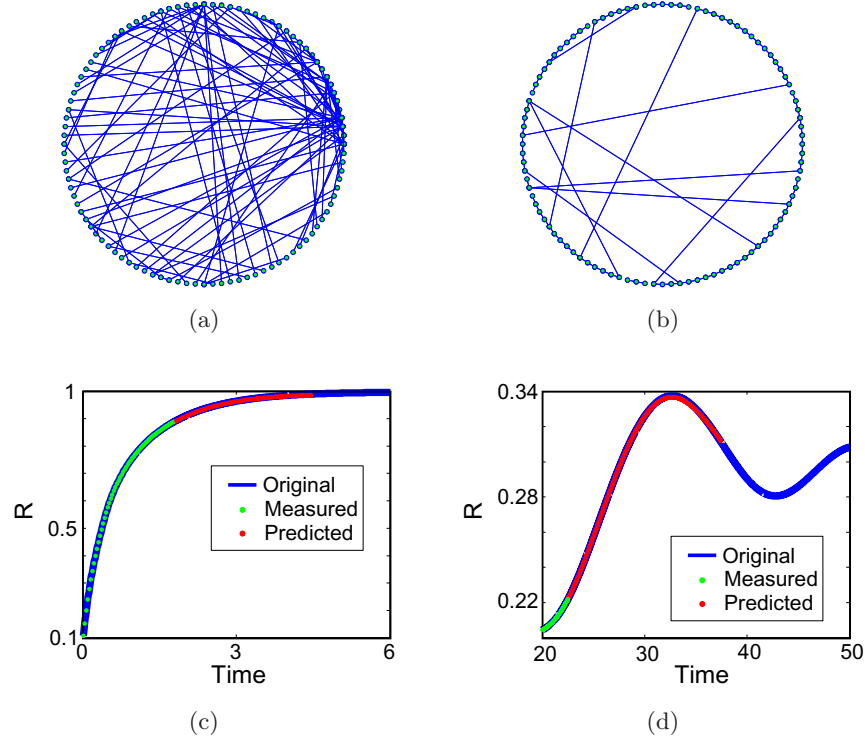 (a)
(b)
1
0.5
0.1
R
Original
Measured
Predicted
0
3
6
Time
(c)
0.34
0.28
0.22
R
Original
Measured
Predicted
20
30
40
50
Time
(d)